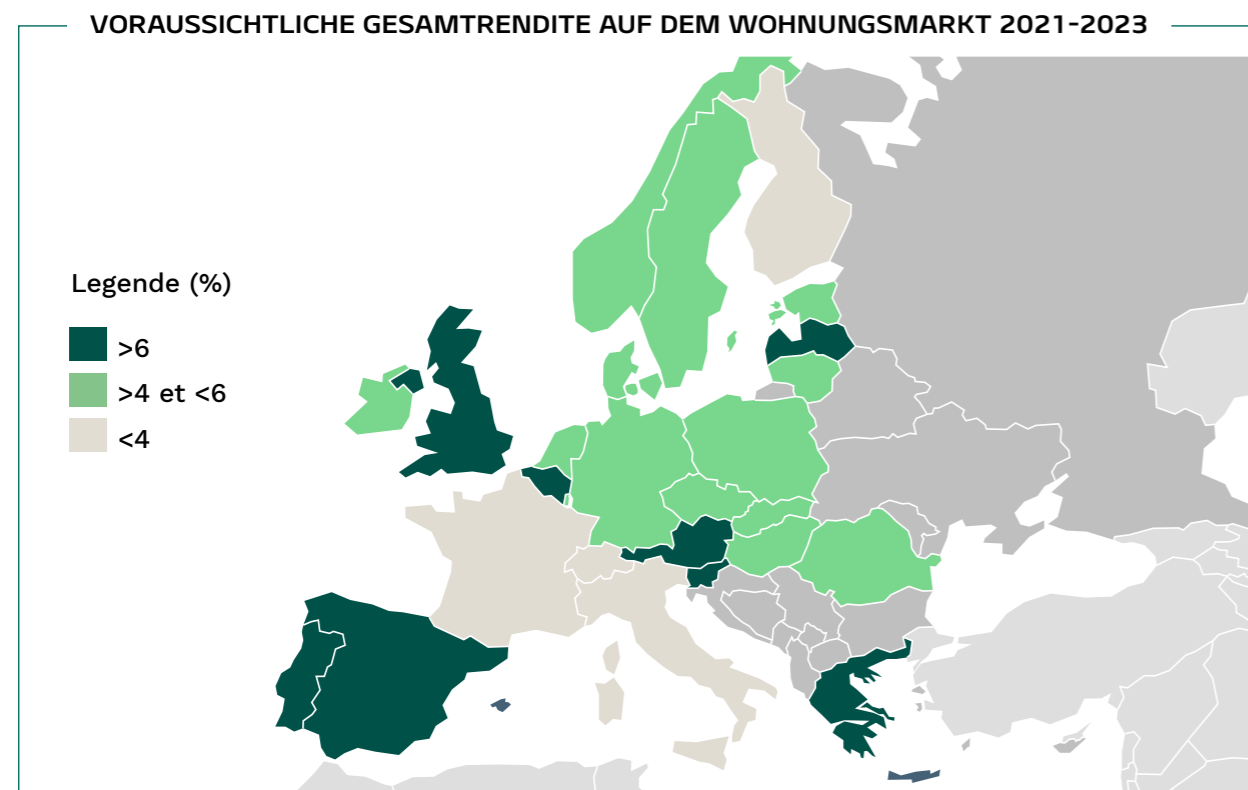 VORAUSSICHTLICHE GESAMTRENDITE AUF DEM WOHNUNGSMARKT 2021-2023
Legende (%)
>6
>4 et <6
<4